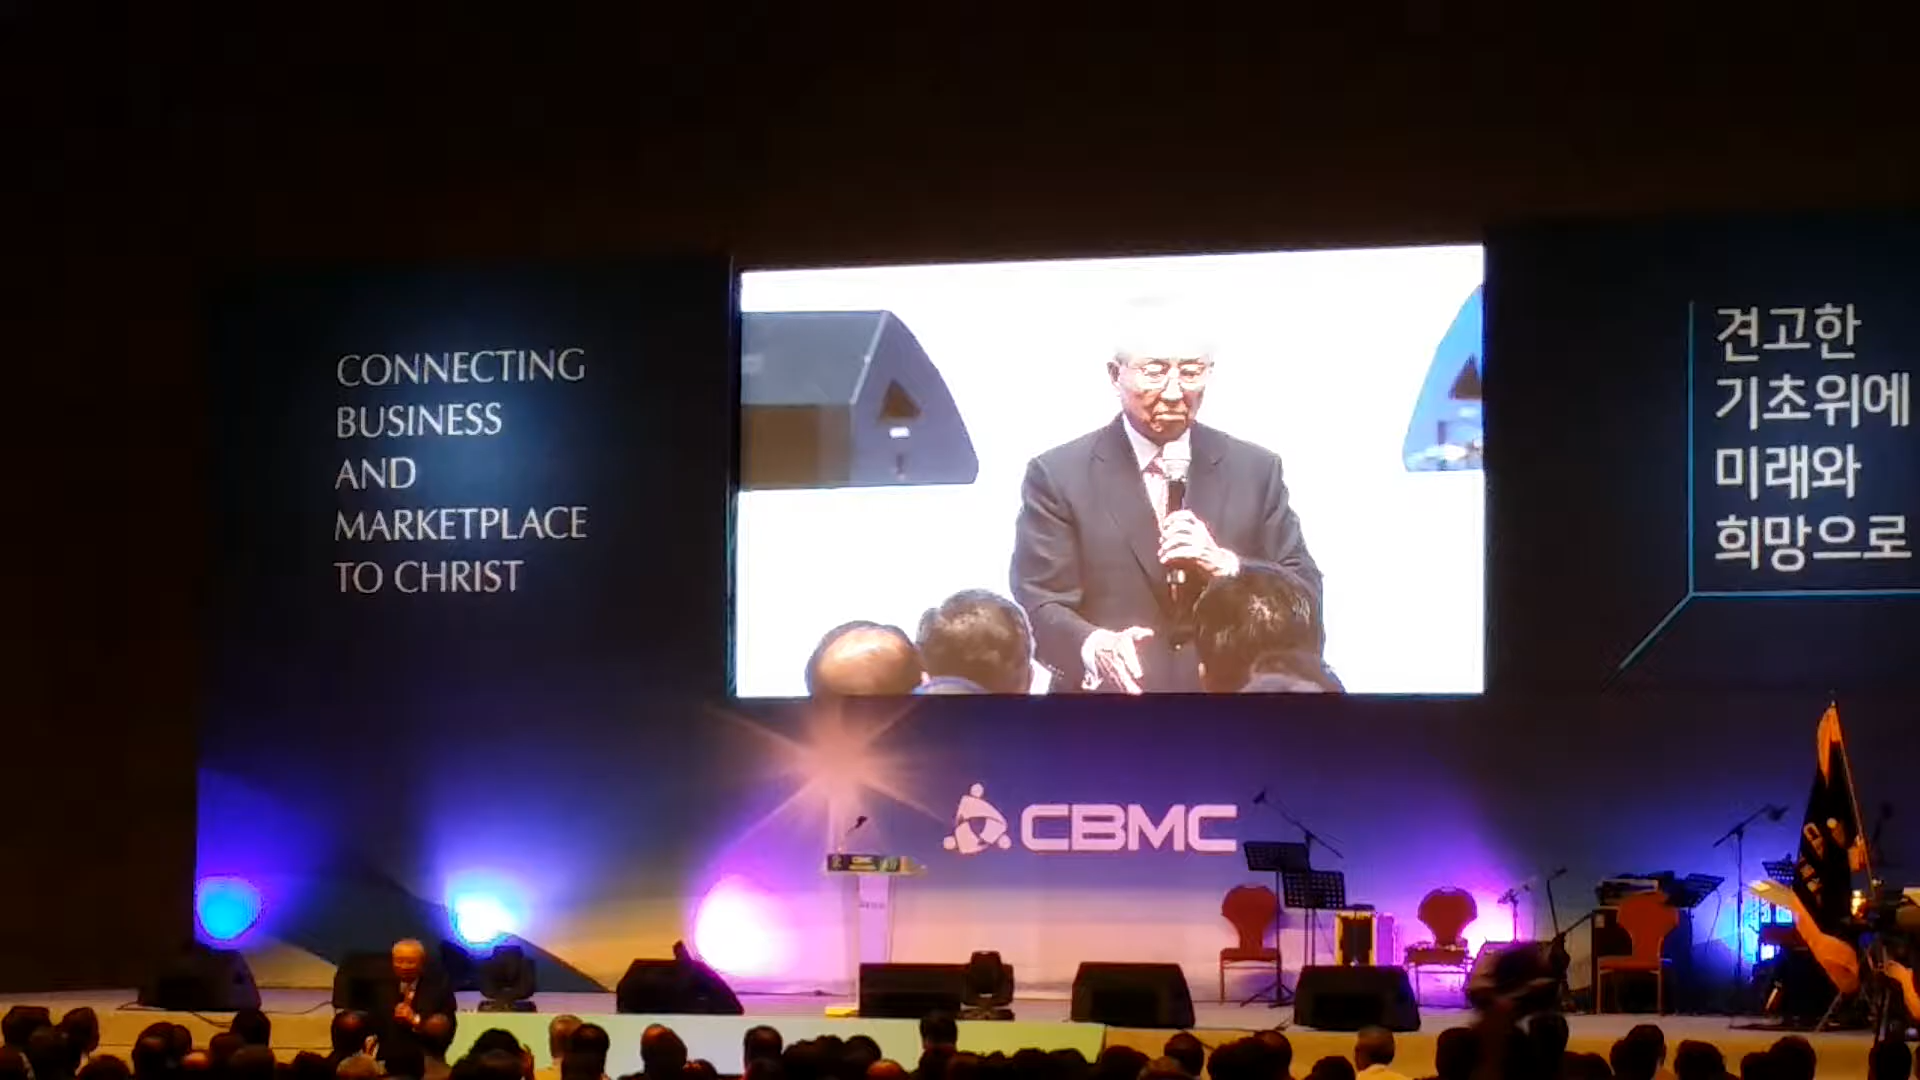 CONNECTING
BUSINESS
AND
MARKETPLACE
TO CHRIST
견고한
기초위에
미래와
희망으로
CBMC
CBMC